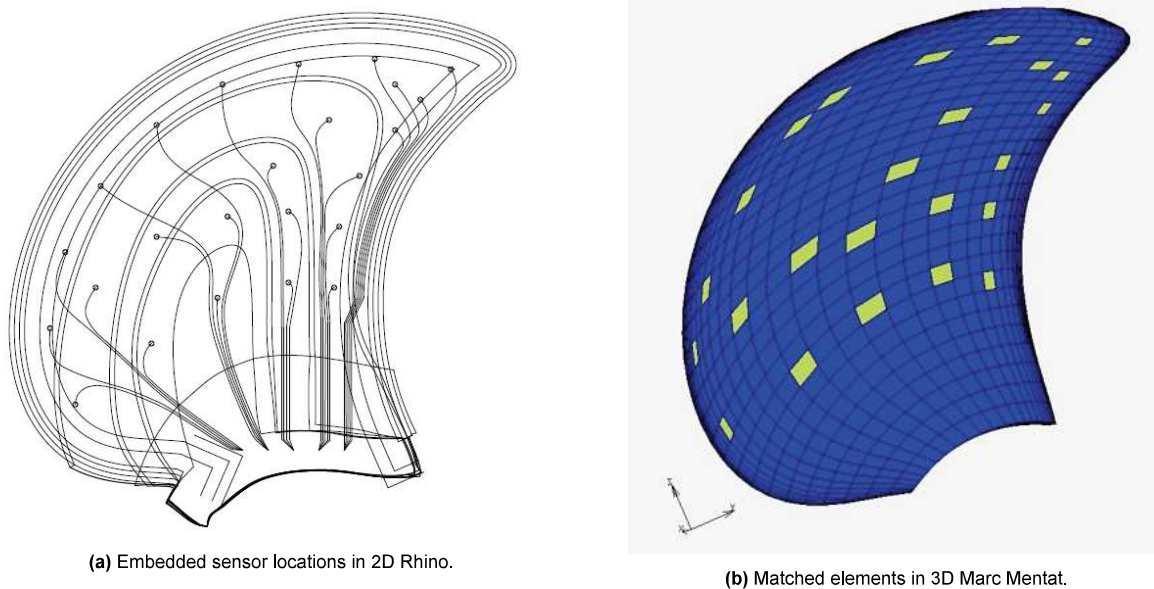 Z
Y
X
(a) Embedded sensor locations in 2D Rhino.
(b) Matched elements in 3D Marc Mentat.